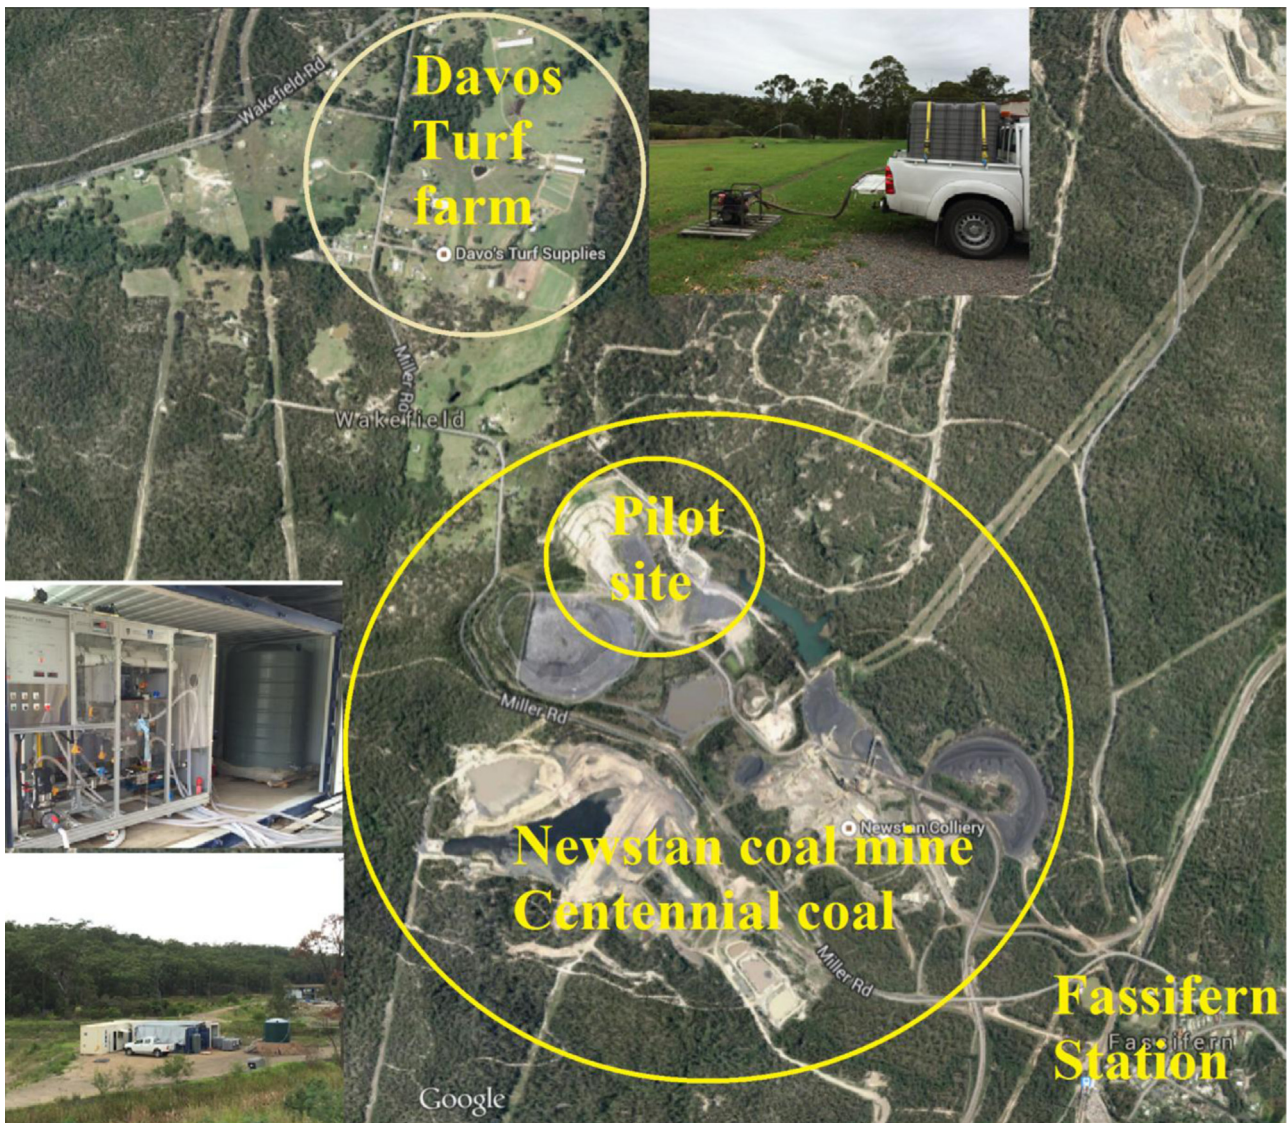 Davos
Turf
farm
Wakefield Rd
Davo's Turf Supplies
Miller Rd
Wakefield
Pilot
site
Miller Rd
Newstan Colliery
Newstan coal mine
Centennial coal
Miller Rd
Fassifern
Fassifern
Station
Google